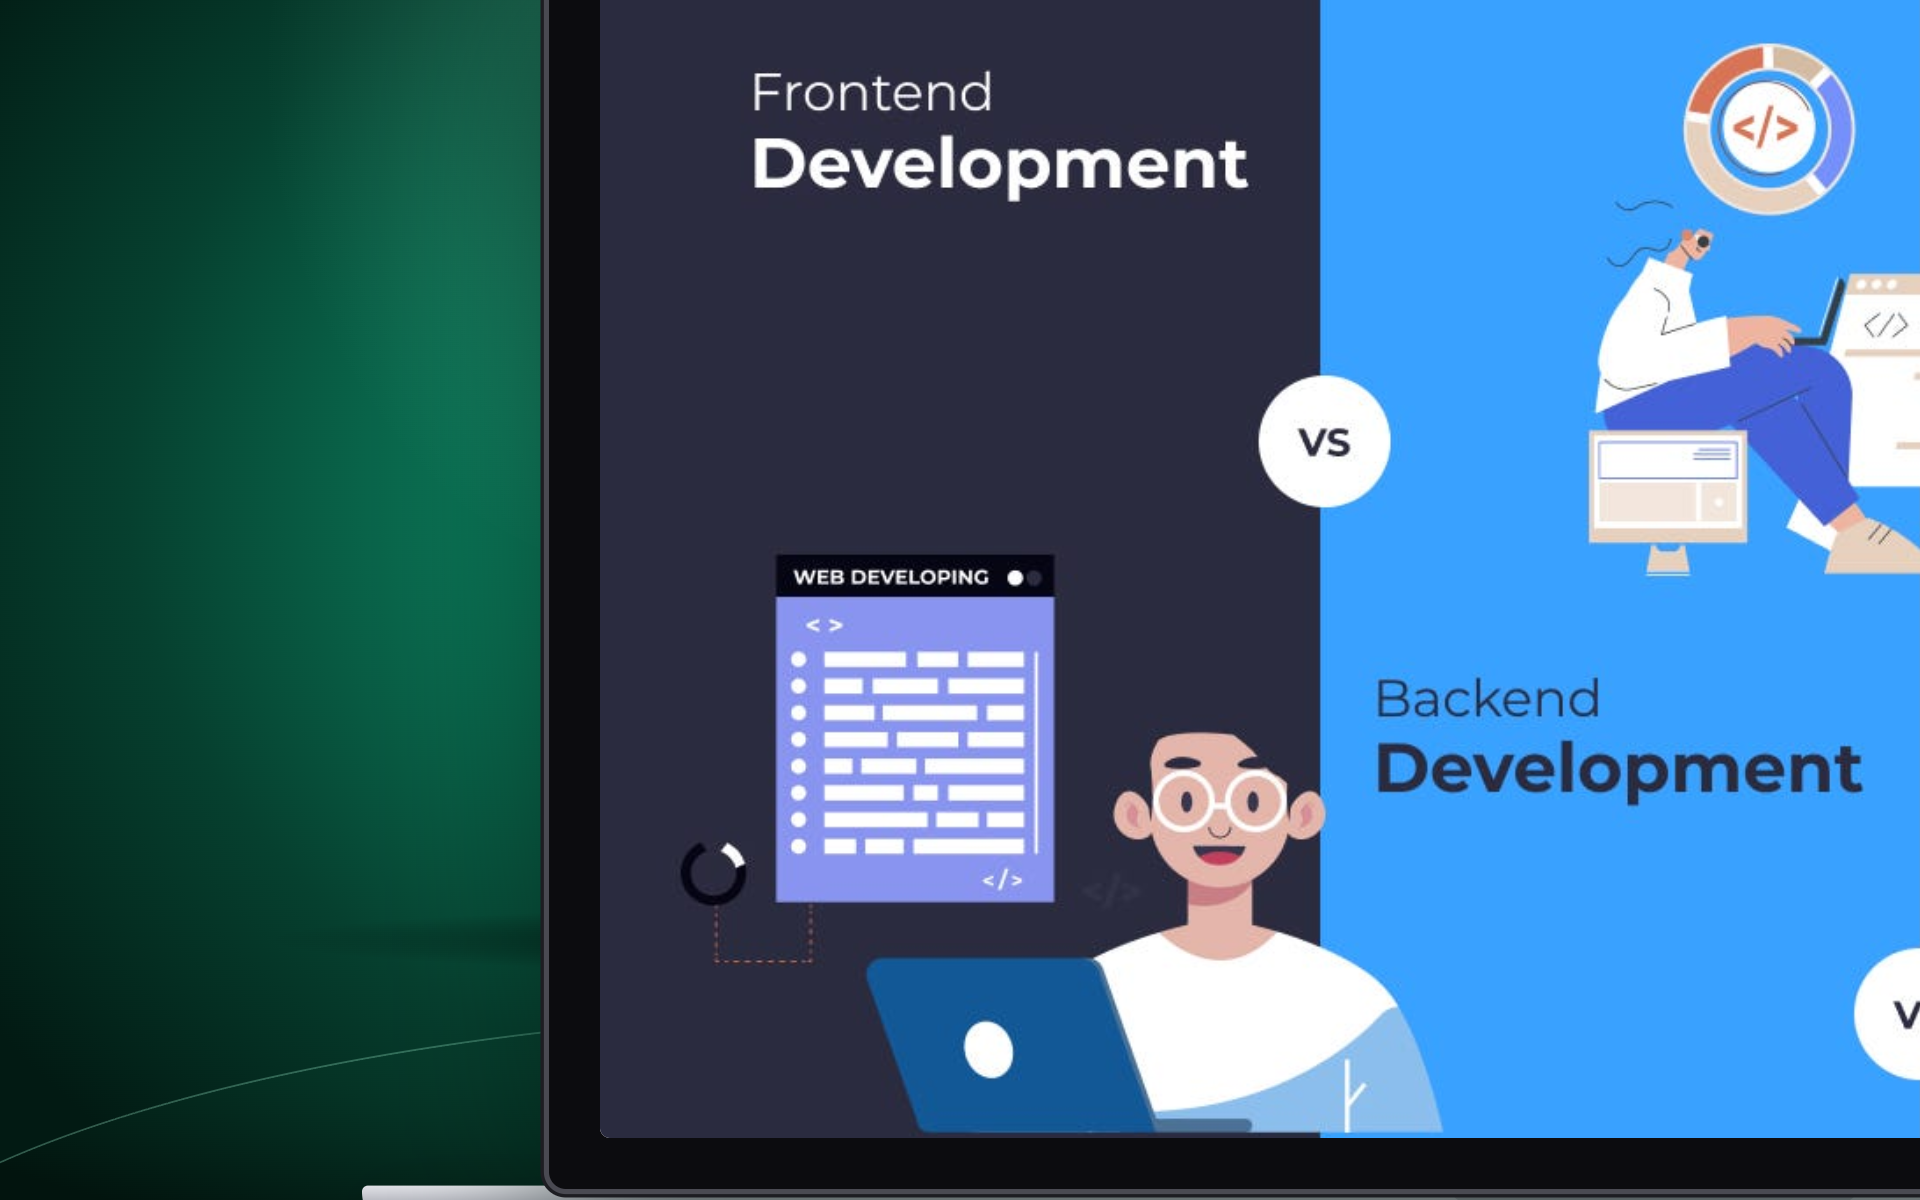 Frontend
Development
</>
</>
VS
WEB DEVELOPING
< >
</>
</>
Backend
Development
V